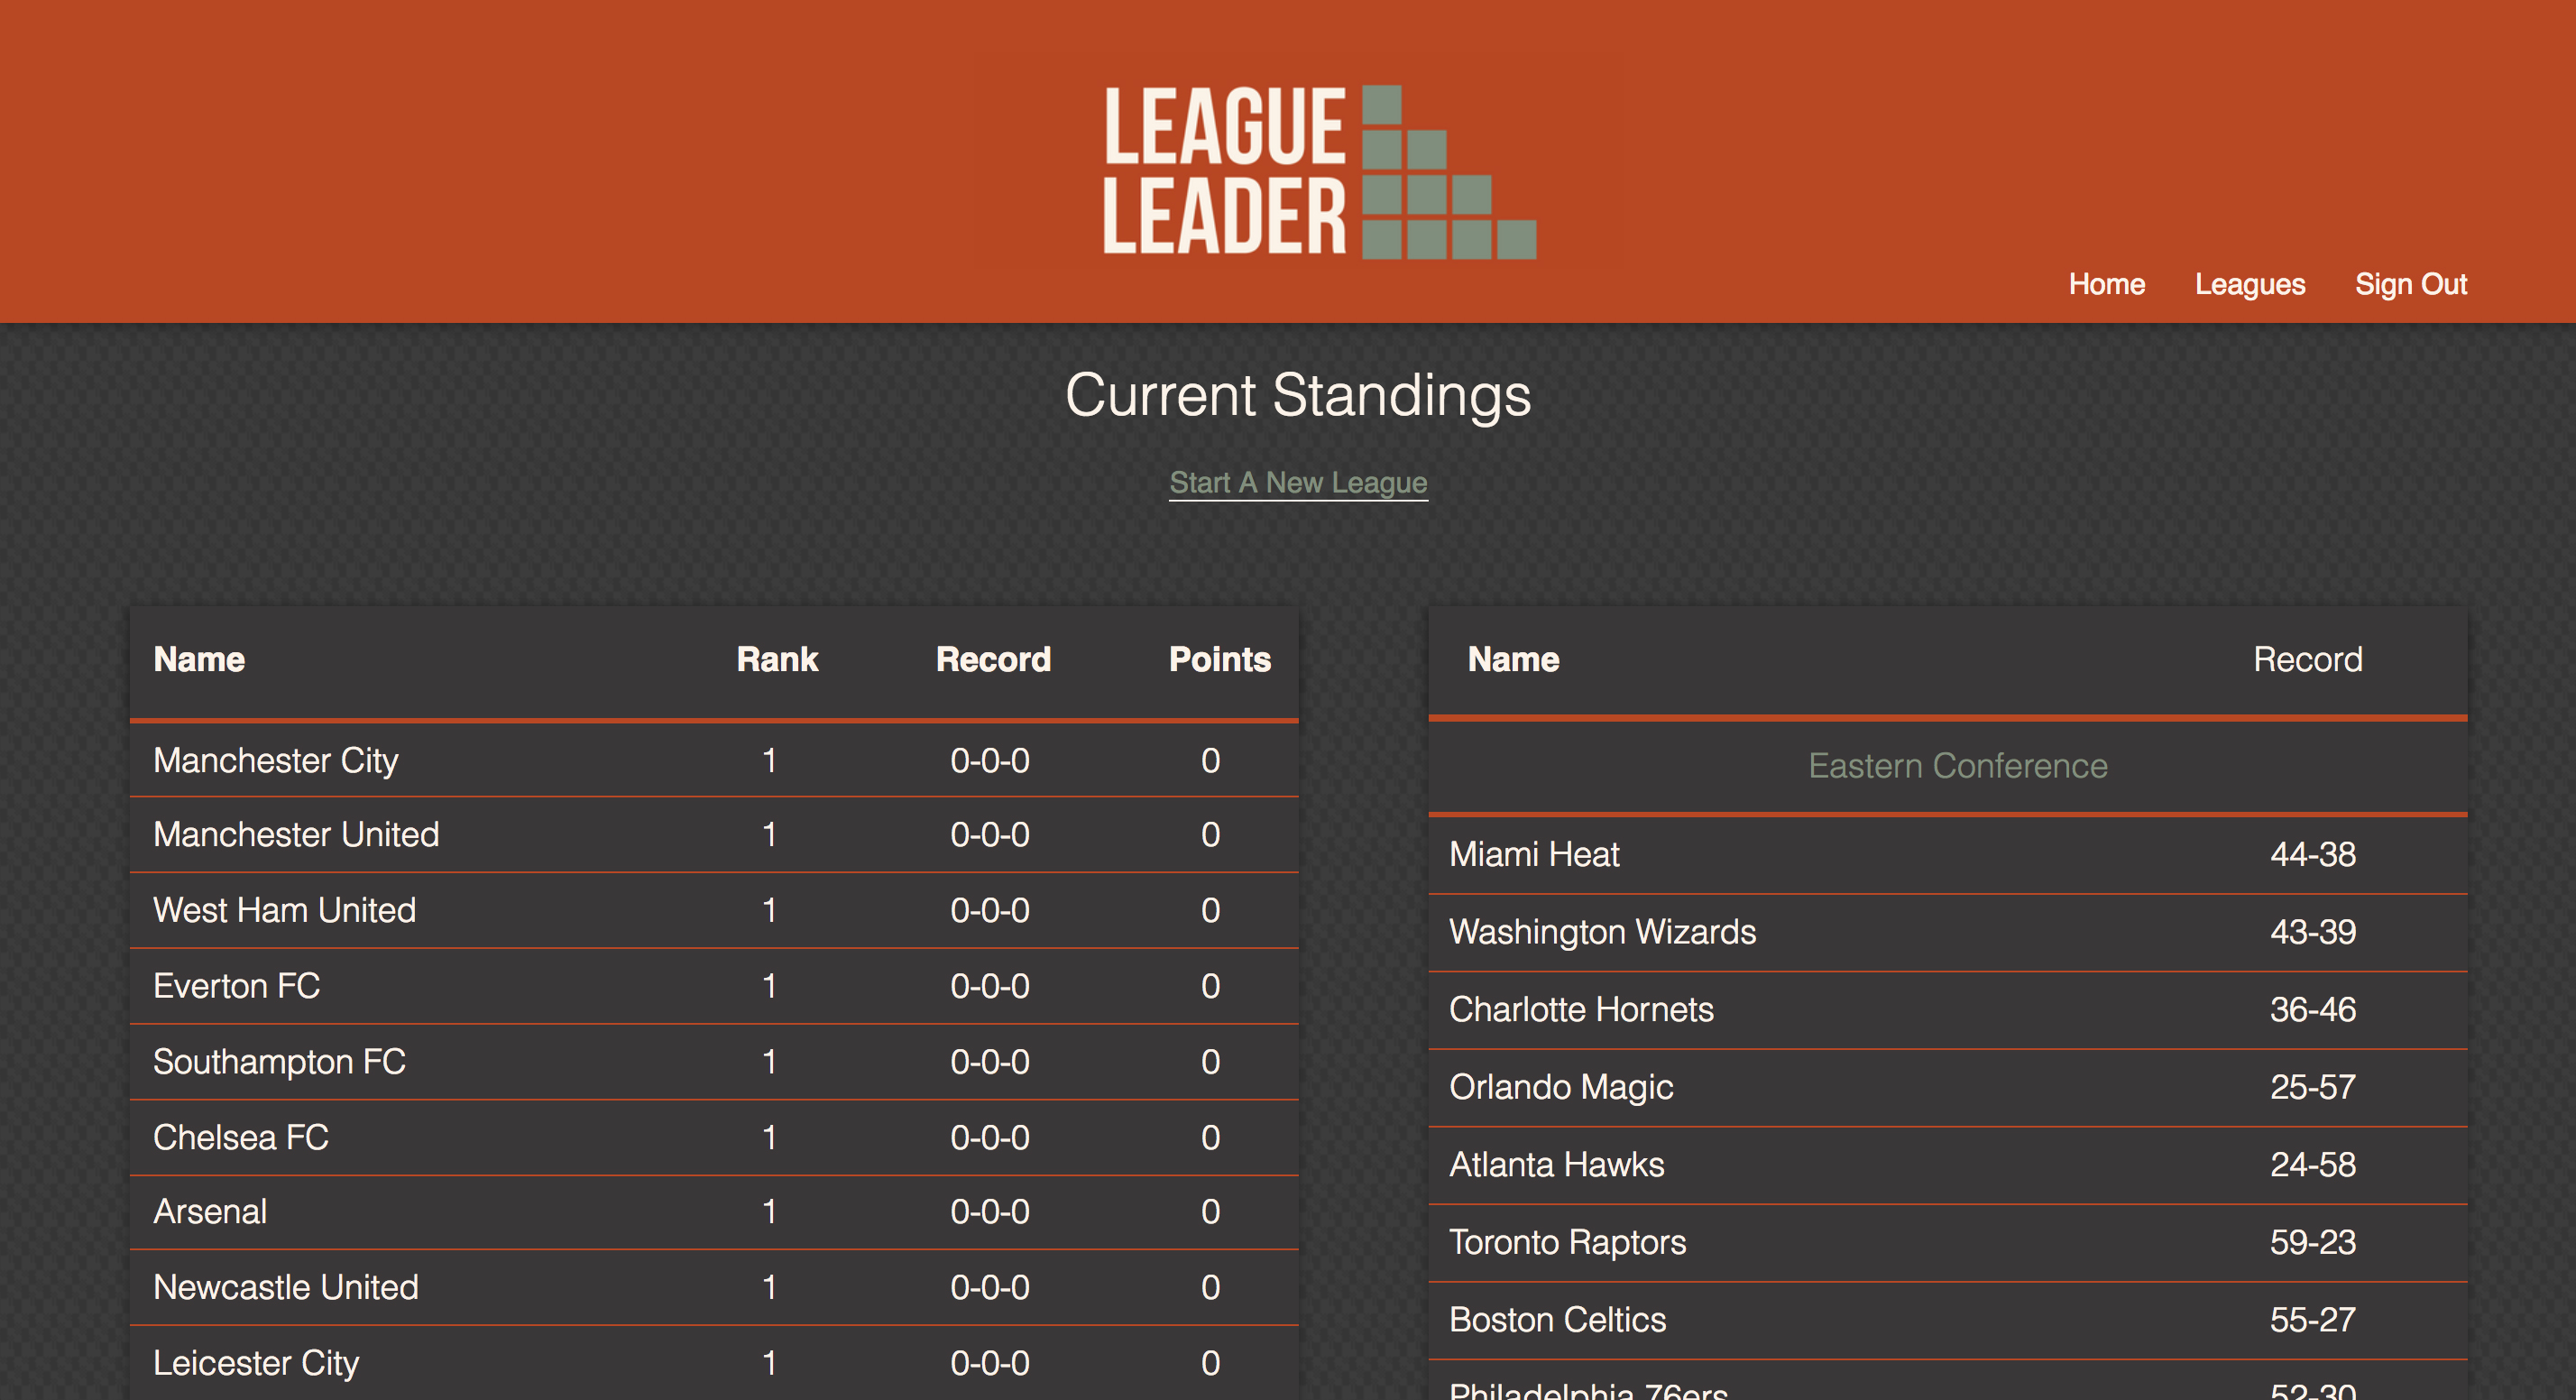 LEAGUE
LEADER
Home Leagues Sign Out
Current Standings
Start A New League
Name Rank Record Points
Manchester City 1 0-0-0 0
Manchester United 1 0-0-0 0
West Ham United 1 0-0-0 0
Everton FC 1 0-0-0 0
Southampton FC 1 0-0-0 0
Chelsea FC 1 0-0-0 0
Arsenal 1 0-0-0 0
Newcastle United 1 0-0-0 0
Leicester City 1 0-0-0 0
Name Record
Eastern Conference
Miami Heat 44-38
Washington Wizards 43-39
Charlotte Hornets 36-46
Orlando Magic 25-57
Atlanta Hawks 24-58
Toronto Raptors 59-23
Boston Celtics 55-27
Philadelphia 76ers 52-30